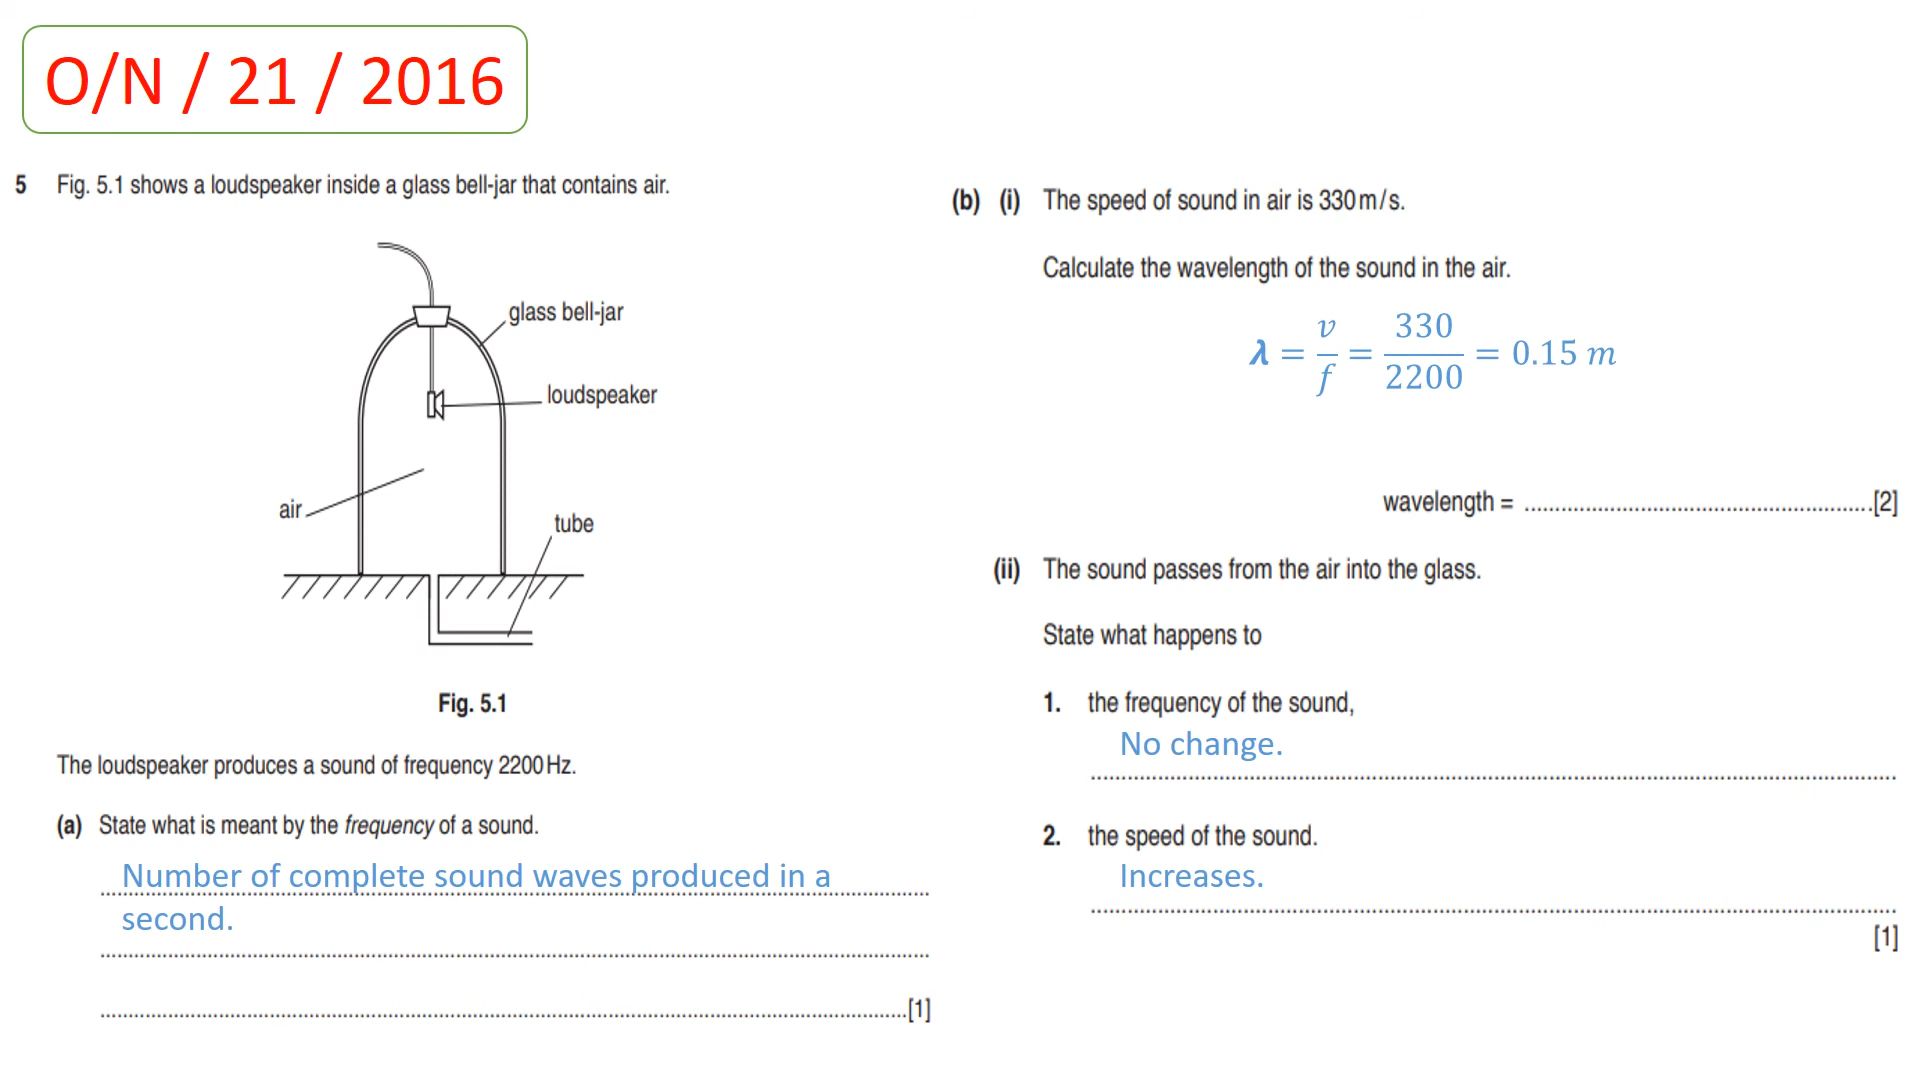 O/N / 21 / 2016
5 Fig. 5.1 shows a loudspeaker inside a glass bell-jar that contains air.
glass bell-jar
loudspeaker
air
tube
Fig. 5.1
The loudspeaker produces a sound of frequency 2200 Hz.
(a) State what is meant by the frequency of a sound.
Number of complete sound waves produced in a
second.
[1]
(b) (i) The speed of sound in air is 330 m/s.
Calculate the wavelength of the sound in the air.
λ = v/f = 330/2200 = 0.15 m
wavelength = ..........................................................[2]
(ii) The sound passes from the air into the glass.
State what happens to
1. the frequency of the sound,
No change.
2. the speed of the sound.
Increases.
[1]